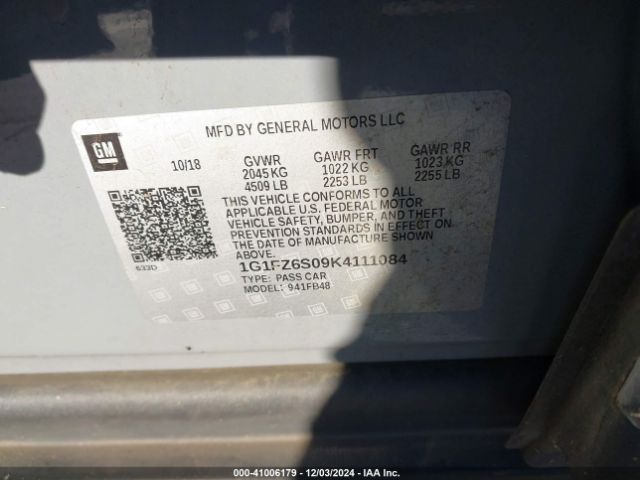 GM
MFD BY GENERAL MOTORS LLC
10/18
GVWR
2045 KG
4509 LB
GAWR FRT
1022 KG
2253 LB
GAWR RR
1023 KG
2255 LB
THIS VEHICLE CONFORMS TO ALL
APPLICABLE U.S. FEDERAL MOTOR
VEHICLE SAFETY, BUMPER, AND THEFT
PREVENTION STANDARDS IN EFFECT ON
THE DATE OF MANUFACTURE SHOWN
ABOVE.
633D
1G1FZ6S09K4111084
TYPE: PASS CAR
MODEL: 941FB48
000-41006179 - 12/03/2024 - IAA Inc.